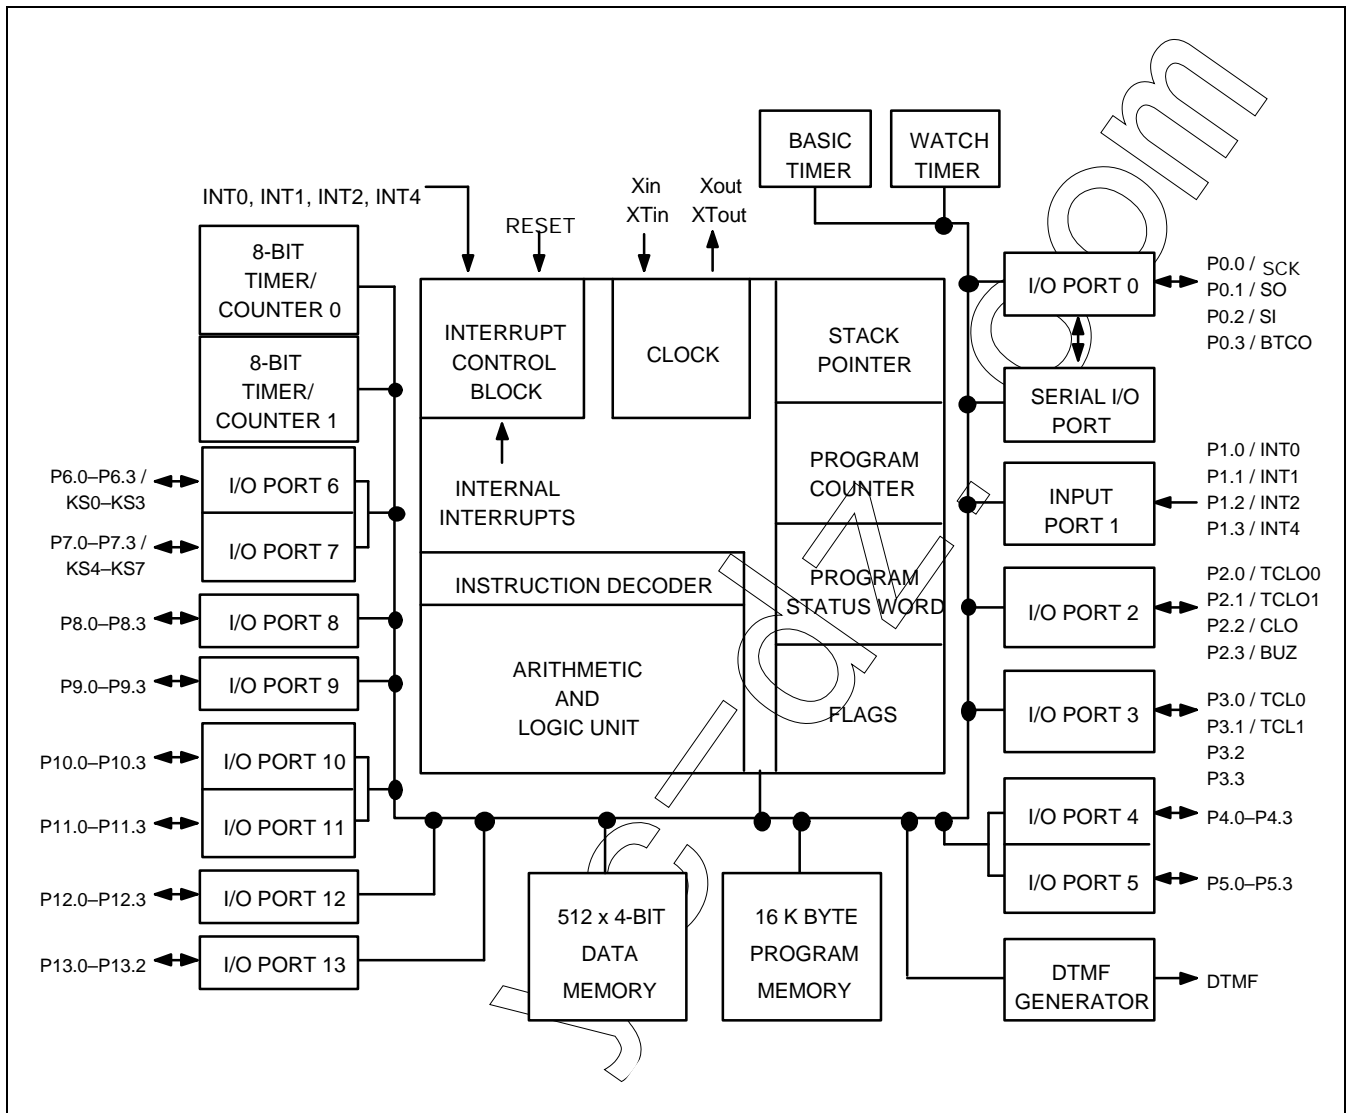 BASIC
TIMER
WATCH
TIMER
INT0, INT1, INT2, INT4
RESET
Xin
XTin
Xout
XTout
8-BIT
TIMER/
COUNTER 0
8-BIT
TIMER/
COUNTER 1
P6.0–P6.3 /
KS0–KS3
I/O PORT 6
P7.0–P7.3 /
KS4–KS7
I/O PORT 7
P8.0–P8.3
I/O PORT 8
P9.0–P9.3
I/O PORT 9
P10.0–P10.3
I/O PORT 10
P11.0–P11.3
I/O PORT 11
P12.0–P12.3
I/O PORT 12
P13.0–P13.2
I/O PORT 13
INTERRUPT
CONTROL
BLOCK
CLOCK
STACK
POINTER
INTERNAL
INTERRUPTS
PROGRAM
COUNTER
INSTRUCTION DECODER
PROGRAM
STATUS WORD
ARITHMETIC
AND
LOGIC UNIT
FLAGS
512 x 4-BIT
DATA
MEMORY
16 K BYTE
PROGRAM
MEMORY
I/O PORT 0
P0.0 / SCK
P0.1 / SO
P0.2 / SI
P0.3 / BTCO
SERIAL I/O
PORT
INPUT
PORT 1
P1.0 / INT0
P1.1 / INT1
P1.2 / INT2
P1.3 / INT4
I/O PORT 2
P2.0 / TCLO0
P2.1 / TCLO1
P2.2 / CLO
P2.3 / BUZ
I/O PORT 3
P3.0 / TCL0
P3.1 / TCL1
P3.2
P3.3
I/O PORT 4
P4.0–P4.3
I/O PORT 5
P5.0–P5.3
DTMF
GENERATOR
DTMF